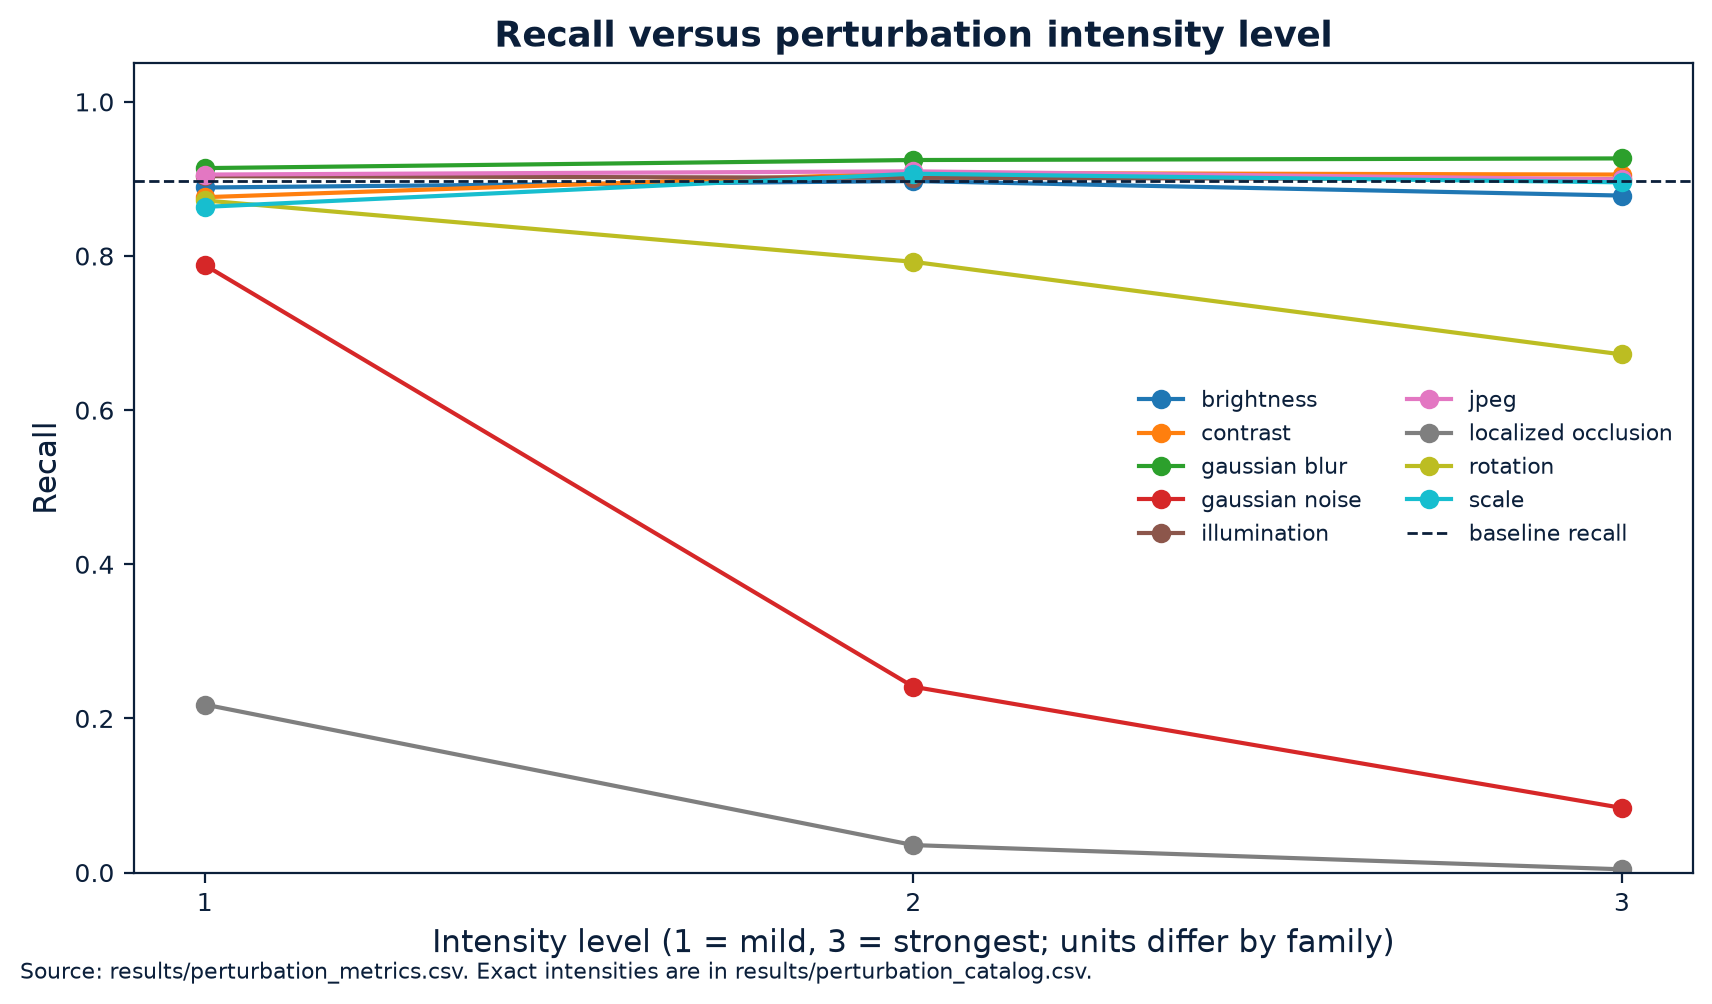 Recall versus perturbation intensity level
1.0
0.8
0.6
0.4
0.2
0.0
Recall
brightness
contrast
gaussian blur
gaussian noise
illumination
jpeg
localized occlusion
rotation
scale
baseline recall
1
2
3
Intensity level (1 = mild, 3 = strongest; units differ by family)
Source: results/perturbation_metrics.csv. Exact intensities are in results/perturbation_catalog.csv.